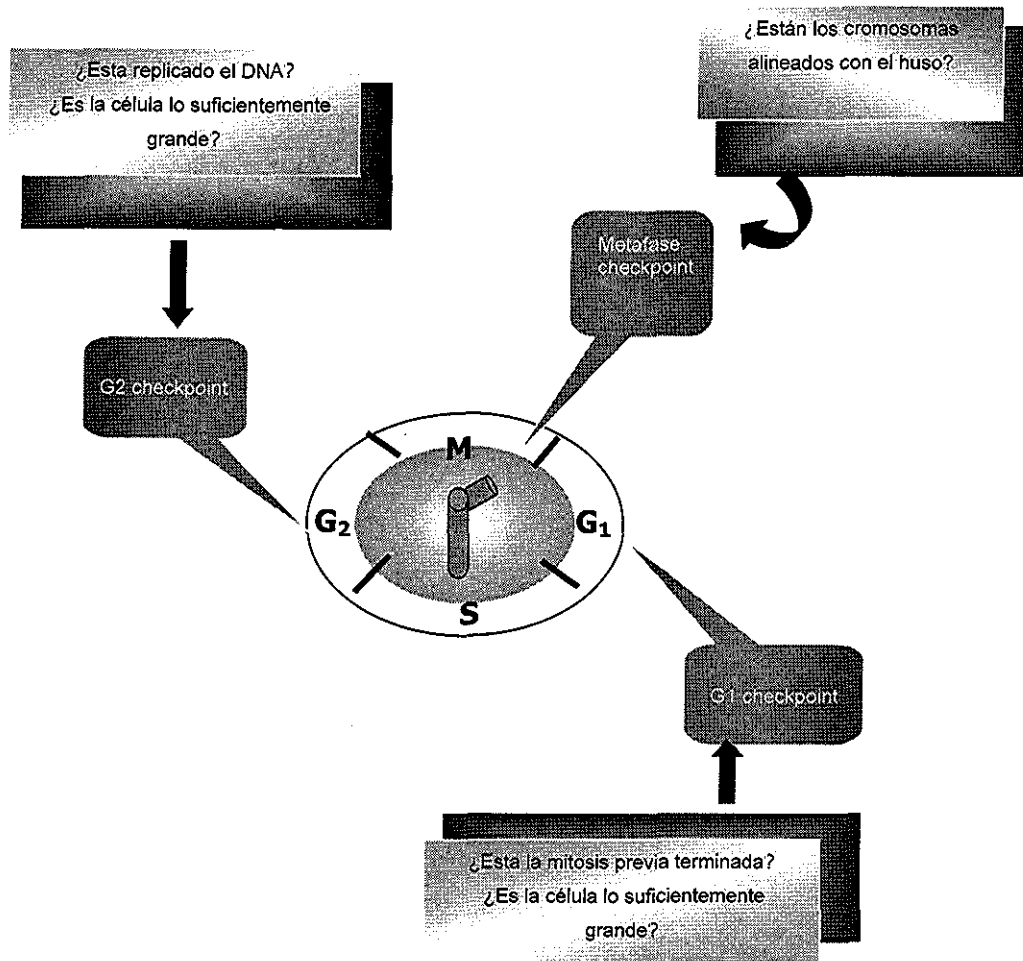 ¿Esta replicado el DNA?
¿Es la célula lo suficientemente
grande?
¿Están los cromosomas
alineados con el huso?
Metafase
checkpoint
G2 checkpoint
M
G₂
G₁
S
G1 checkpoint
¿Esta la mitosis previa terminada?
¿Es la célula lo suficientemente
grande?